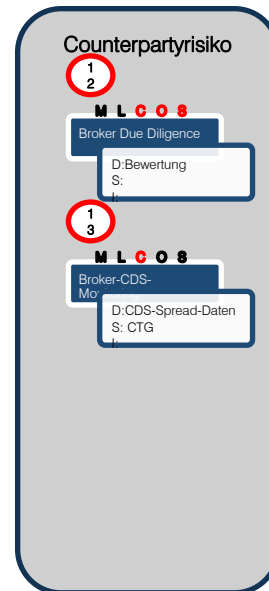 Counterpartyrisiko
1
2
M L C O S
Broker Due Diligence
D:Bewertung
S:
I:
1
3
M L C O S
Broker-CDS-
D:CDS-Spread-Daten
S: CTG
I: